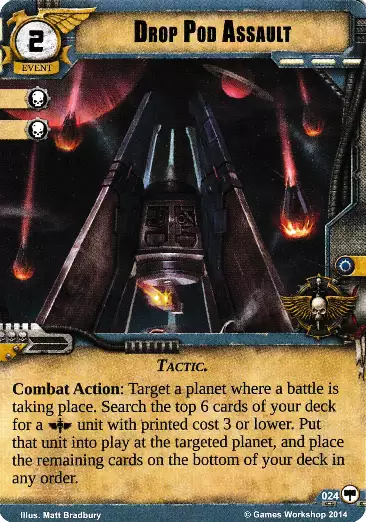 2
EVENT
DROP POD ASSAULT
TACTIC.
Combat Action: Target a planet where a battle is
taking place. Search the top 6 cards of your deck
for a unit with printed cost 3 or lower. Put
that unit into play at the targeted planet, and place
the remaining cards on the bottom of your deck in
any order.
024
Illus. Matt Bradbury
© Games Workshop 2014